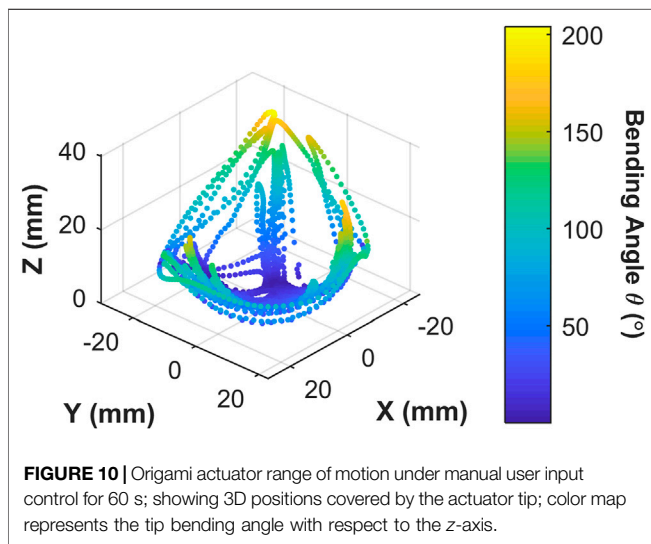 200
150
100
50
Bending Angle θ (°)
40
20
0
Z (mm)
-20
0
20
Y (mm)
-20
0
20
X (mm)
FIGURE 10 | Origami actuator range of motion under manual user input
control for 60 s; showing 3D positions covered by the actuator tip; color map
represents the tip bending angle with respect to the z-axis.